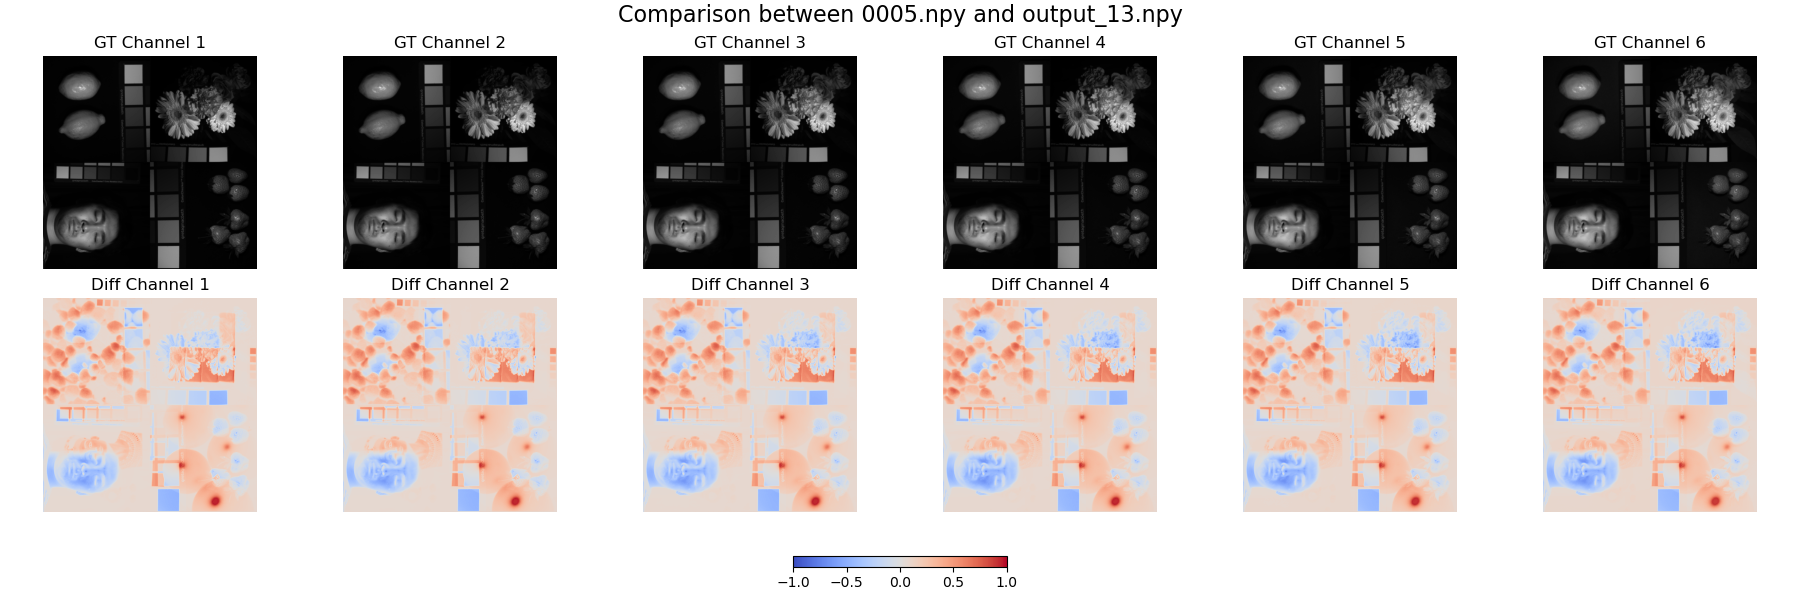 Comparison between 0005.npy and output_13.npy
GT Channel 1 GT Channel 2 GT Channel 3 GT Channel 4 GT Channel 5 GT Channel 6
Diff Channel 1 Diff Channel 2 Diff Channel 3 Diff Channel 4 Diff Channel 5 Diff Channel 6
−1.0 −0.5 0.0 0.5 1.0